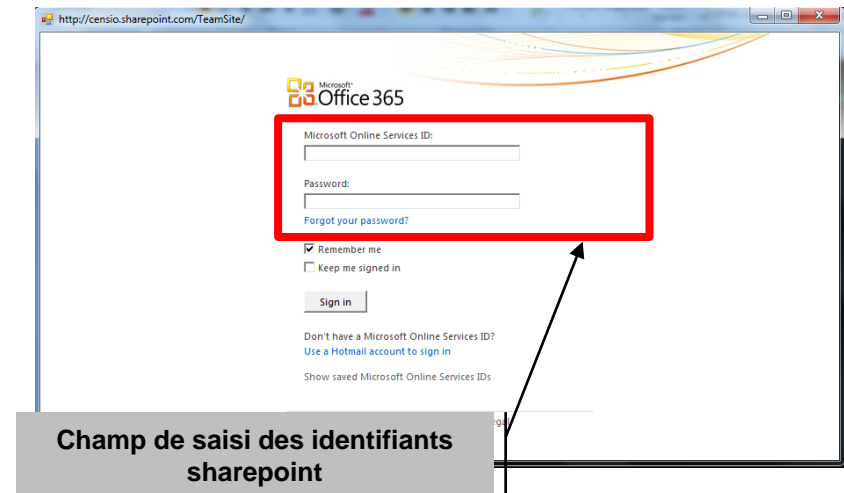 http://censio.sharepoint.com/TeamSite/
Microsoft
Office 365
Microsoft Online Services ID:
Password:
Forgot your password?
Remember me
Keep me signed in
Sign in
Don't have a Microsoft Online Services ID?
Use a Hotmail account to sign in
Show saved Microsoft Online Services IDs
Champ de saisi des identifiants
sharepoint